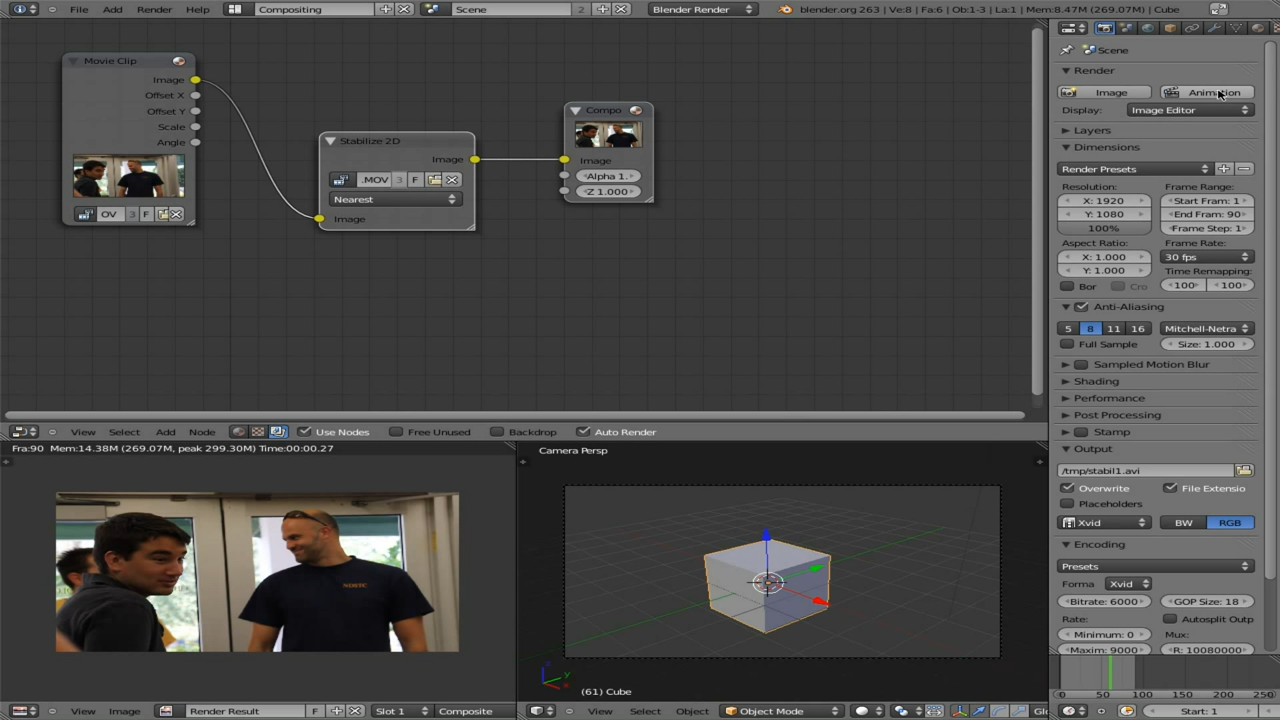 File Add Render Help Compositing Scene 2 Blender Render blender.org 263 | Ve:8 | Fa:6 | Ob:1-3 | La:1 | Mem:8.47M (269.07M) | Cube
Movie Clip
Image
Offset X
Offset Y
Scale
Angle
OV 3 F
Stabilize 2D
Image
.MOV 3 F
Nearest
Image
Compo
Image
Alpha 1.
Z 1.000
View Select Add Node Use Nodes Free Unused Backdrop Auto Render
Scene
Render
Image Animation
Display: Image Editor
Layers
Dimensions
Render Presets
Resolution: Frame Range:
X: 1920 Start Fram: 1
Y: 1080 End Fram: 90
100% Frame Step: 1
Aspect Ratio: Frame Rate:
X: 1.000 30 fps
Y: 1.000 Time Remapping:
Bor Cro 100 100
Anti-Aliasing
5 8 11 16 Mitchell-Netra
Full Sample Size: 1.000
Sampled Motion Blur
Shading
Performance
Post Processing
Stamp
Output
/tmp/stabil1.avi
Overwrite File Extensio
Placeholders
Xvid BW RGB
Encoding
Presets
Forma Xvid
Bitrate: 6000 GOP Size: 18
Rate: Autosplit Outp
Minimum: 0 Mux:
Maxim: 9000 R: 10080000
Fra:90 Mem:14.38M (269.07M, peak 299.30M) Time:00:00.27
View Image Render Result F Slot 1 Composite
Camera Persp
(61) Cube
View Select Object Object Mode Gl
0 50 100 150 200 250
Start: 1